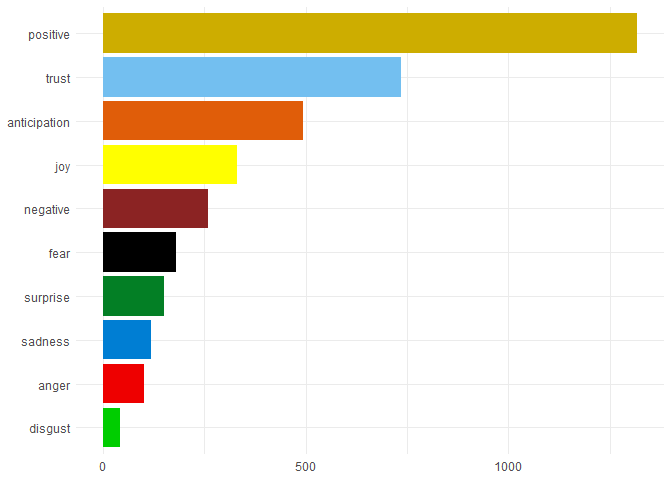 positive
trust
anticipation
joy
negative
fear
surprise
sadness
anger
disgust
0 500 1000